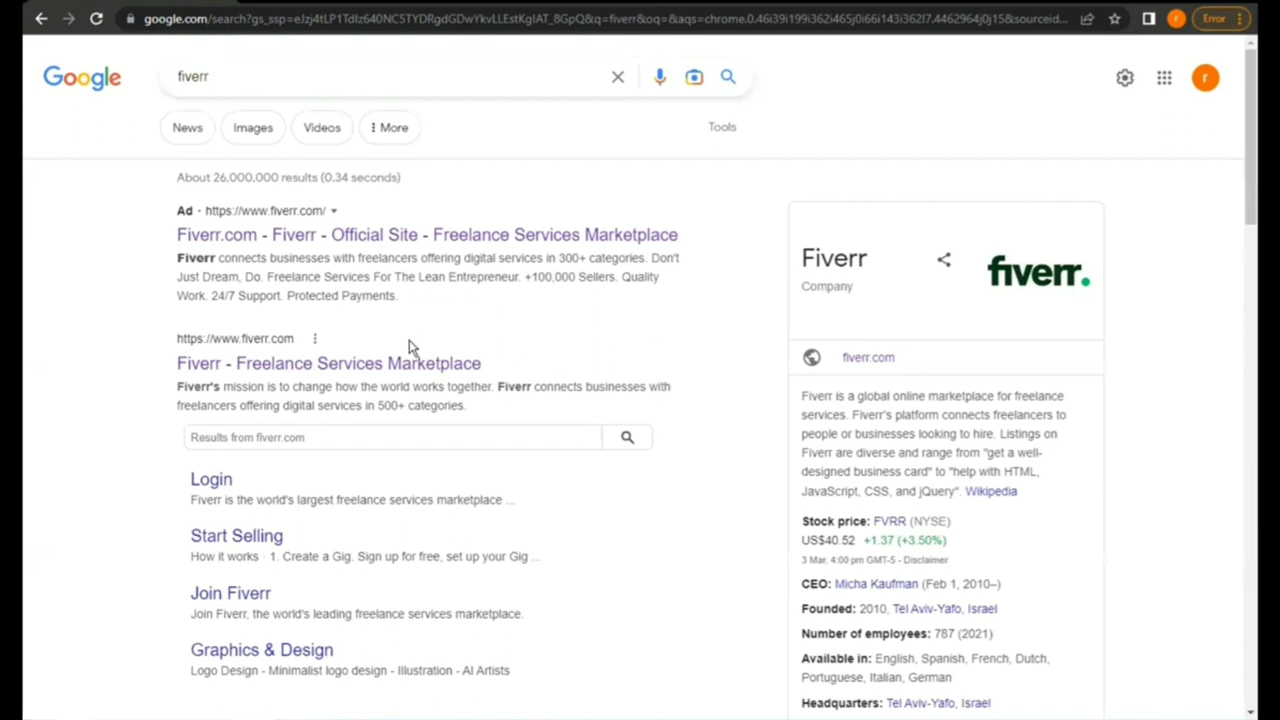 google.com/search?gs_ssp=eJzj4tLP1TdIz640NC5TYDRgdGDwYkvLLEstKgIAT_8GpQ&q=fiverr&oq=&aqs=chrome.0.46i39i199i362i465j0i66i143i362l7.4462964j0j15&sourceid...
r
Error
Google
fiverr
r
News
Images
Videos
More
Tools
About 26,000,000 results (0.34 seconds)
Ad · https://www.fiverr.com/
Fiverr.com - Fiverr - Official Site - Freelance Services Marketplace
Fiverr connects businesses with freelancers offering digital services in 300+ categories. Don't
Just Dream, Do. Freelance Services For The Lean Entrepreneur. +100,000 Sellers. Quality
Work. 24/7 Support. Protected Payments.
https://www.fiverr.com
Fiverr - Freelance Services Marketplace
Fiverr's mission is to change how the world works together. Fiverr connects businesses with
freelancers offering digital services in 500+ categories.
Results from fiverr.com
Login
Fiverr is the world's largest freelance services marketplace ...
Start Selling
How it works · 1. Create a Gig. Sign up for free, set up your Gig ...
Join Fiverr
Join Fiverr, the world's leading freelance services marketplace.
Graphics & Design
Logo Design - Minimalist logo design - Illustration - AI Artists
Fiverr
Company
fiverr.
fiverr.com
Fiverr is a global online marketplace for freelance
services. Fiverr's platform connects freelancers to
people or businesses looking to hire. Listings on
Fiverr are diverse and range from "get a well-
designed business card" to "help with HTML,
JavaScript, CSS, and jQuery". Wikipedia
Stock price: FVRR (NYSE)
US$40.52 +1.37 (+3.50%)
3 Mar, 4:00 pm GMT-5 - Disclaimer
CEO: Micha Kaufman (Feb 1, 2010–)
Founded: 2010, Tel Aviv-Yafo, Israel
Number of employees: 787 (2021)
Available in: English, Spanish, French, Dutch,
Portuguese, Italian, German
Headquarters: Tel Aviv-Yafo, Israel